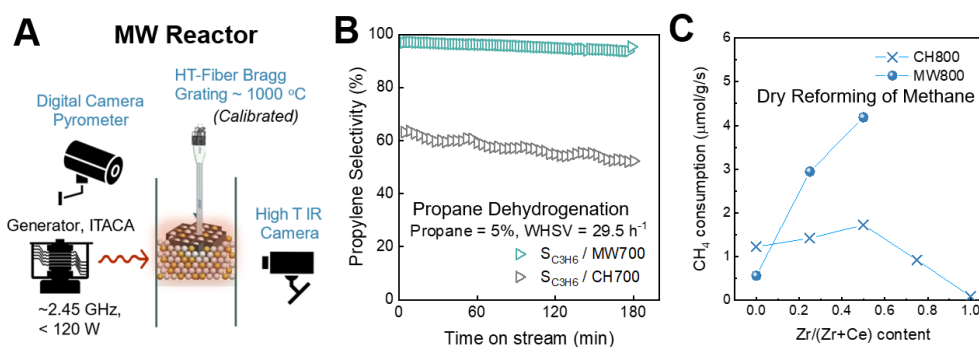 A
MW Reactor
HT-Fiber Bragg
Grating ~ 1000 °C
(Calibrated)
Digital Camera
Pyrometer
Generator, ITACA
High T IR
Camera
~2.45 GHz,
< 120 W
B
100
80
60
40
20
0
Propylene Selectivity (%)
Propane Dehydrogenation
Propane = 5%, WHSV = 29.5 h⁻¹
S_C3H6 / MW700
S_C3H6 / CH700
0
60
120
180
Time on stream (min)
C
6
5
4
3
2
1
0
CH₄ consumption (μmol/g/s)
CH800
MW800
Dry Reforming of Methane
0.0
0.2
0.4
0.6
0.8
1.0
Zr/(Zr+Ce) content